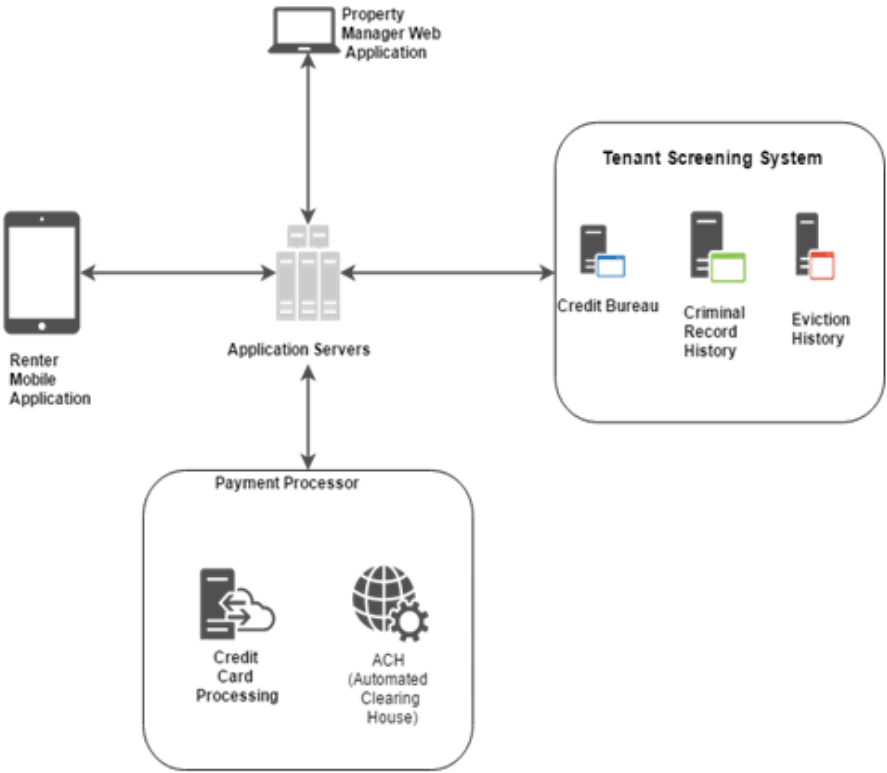 Property
Manager Web
Application
Tenant Screening System
Credit Bureau
Criminal
Record
History
Eviction
History
Application Servers
Renter
Mobile
Application
Payment Processor
Credit
Card
Processing
ACH
(Automated
Clearing
House)